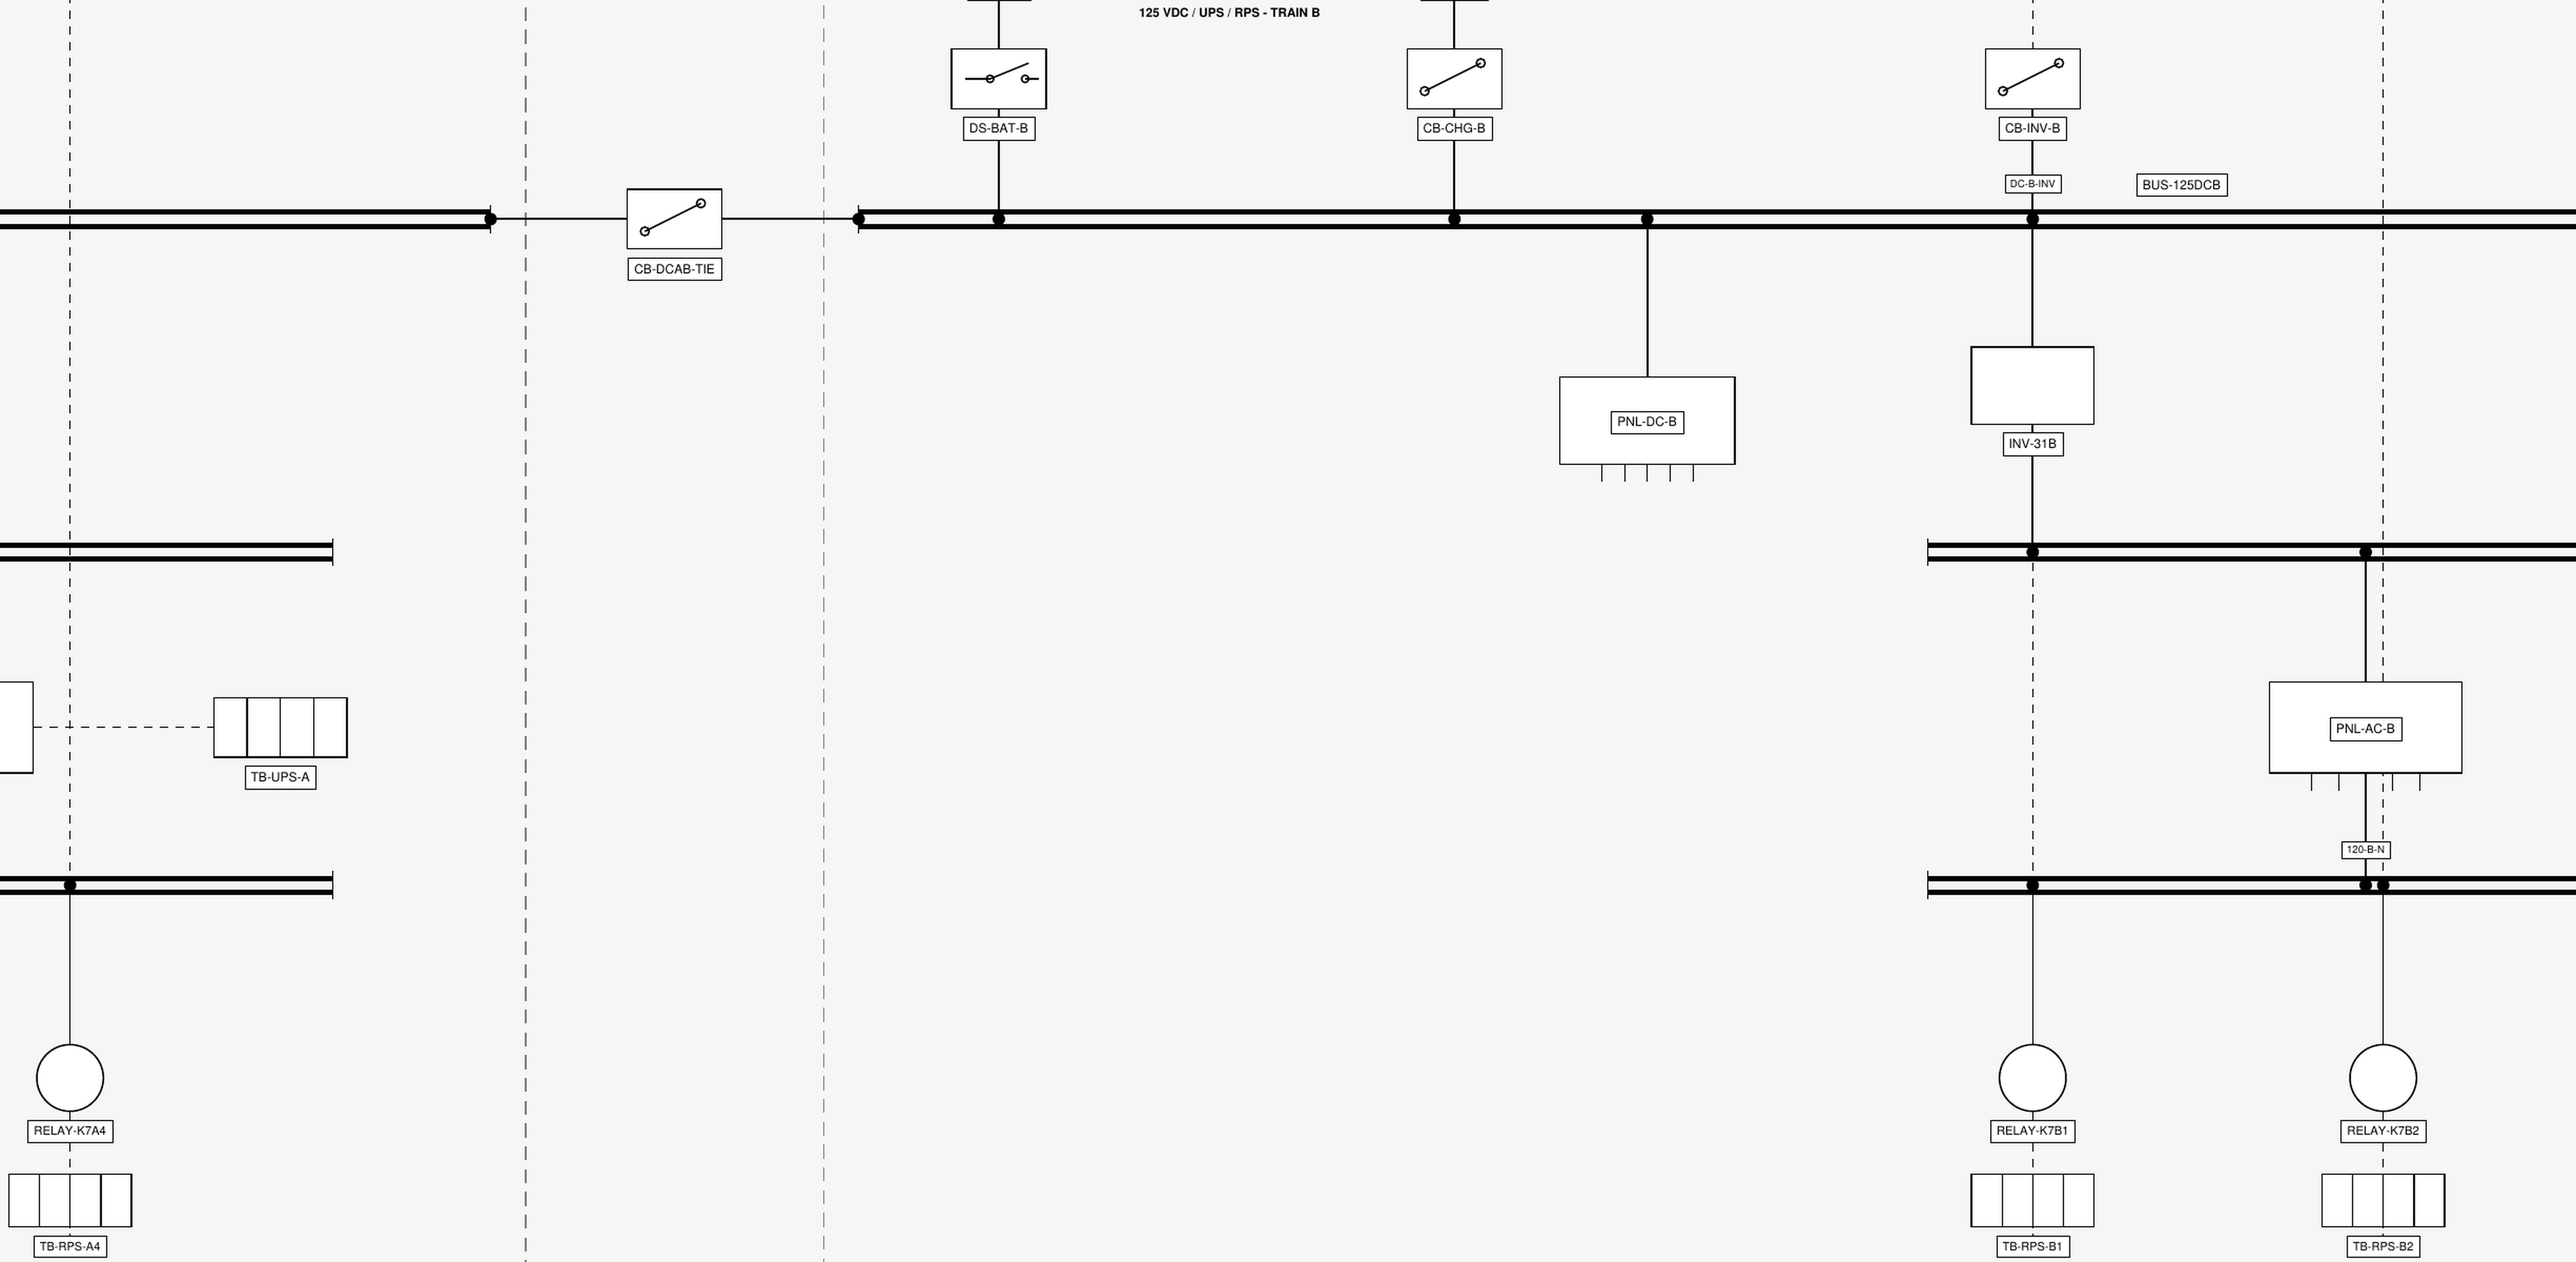 125 VDC / UPS / RPS - TRAIN B
DS-BAT-B
CB-CHG-B
CB-INV-B
DC-B-INV
BUS-125DCB
CB-DCAB-TIE
PNL-DC-B
INV-31B
PNL-AC-B
TB-UPS-A
120-B-N
RELAY-K7A4
RELAY-K7B1
RELAY-K7B2
TB-RPS-A4
TB-RPS-B1
TB-RPS-B2